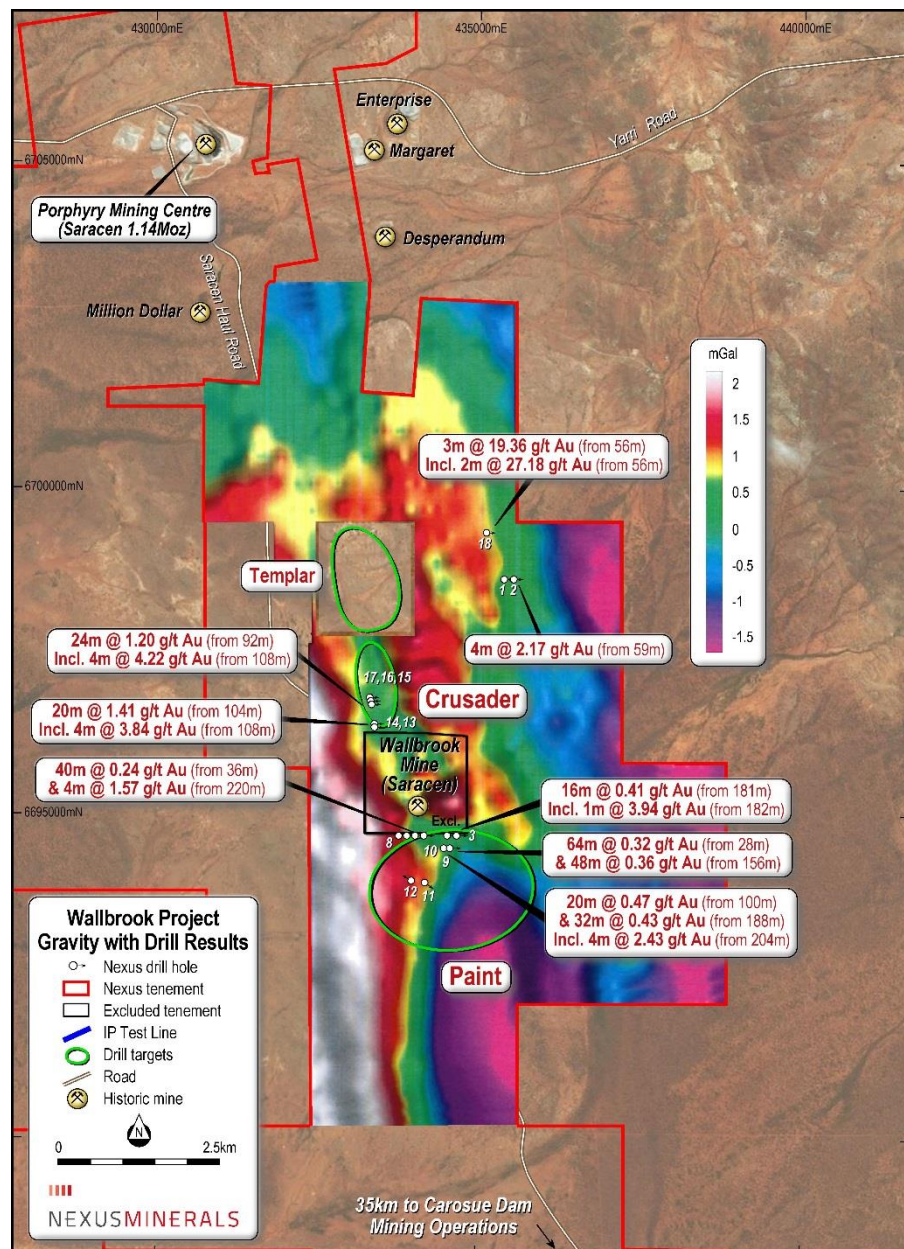 430000mE
435000mE
440000mE
Enterprise
Yarri Road
Margaret
6705000mN
Porphyry Mining Centre
(Saracen 1.14Moz)
Desperandum
Saracen Haul Road
Million Dollar
mGal
2
1.5
1
0.5
0
-0.5
-1
-1.5
3m @ 19.36 g/t Au (from 56m)
Incl. 2m @ 27.18 g/t Au (from 56m)
6700000mN
18
Templar
1 2
24m @ 1.20 g/t Au (from 92m)
Incl. 4m @ 4.22 g/t Au (from 108m)
4m @ 2.17 g/t Au (from 59m)
17,16,15
Crusader
20m @ 1.41 g/t Au (from 104m)
Incl. 4m @ 3.84 g/t Au (from 108m)
14,13
Wallbrook
Mine
(Saracen)
40m @ 0.24 g/t Au (from 36m)
& 4m @ 1.57 g/t Au (from 220m)
16m @ 0.41 g/t Au (from 181m)
Incl. 1m @ 3.94 g/t Au (from 182m)
6695000mN
Excl.
8
3
10
9
64m @ 0.32 g/t Au (from 28m)
& 48m @ 0.36 g/t Au (from 156m)
12
11
20m @ 0.47 g/t Au (from 100m)
& 32m @ 0.43 g/t Au (from 188m)
Incl. 4m @ 2.43 g/t Au (from 204m)
Paint
Wallbrook Project
Gravity with Drill Results
Nexus drill hole
Nexus tenement
Excluded tenement
IP Test Line
Drill targets
Road
Historic mine
N
0
2.5km
NEXUSMINERALS
35km to Carosue Dam
Mining Operations